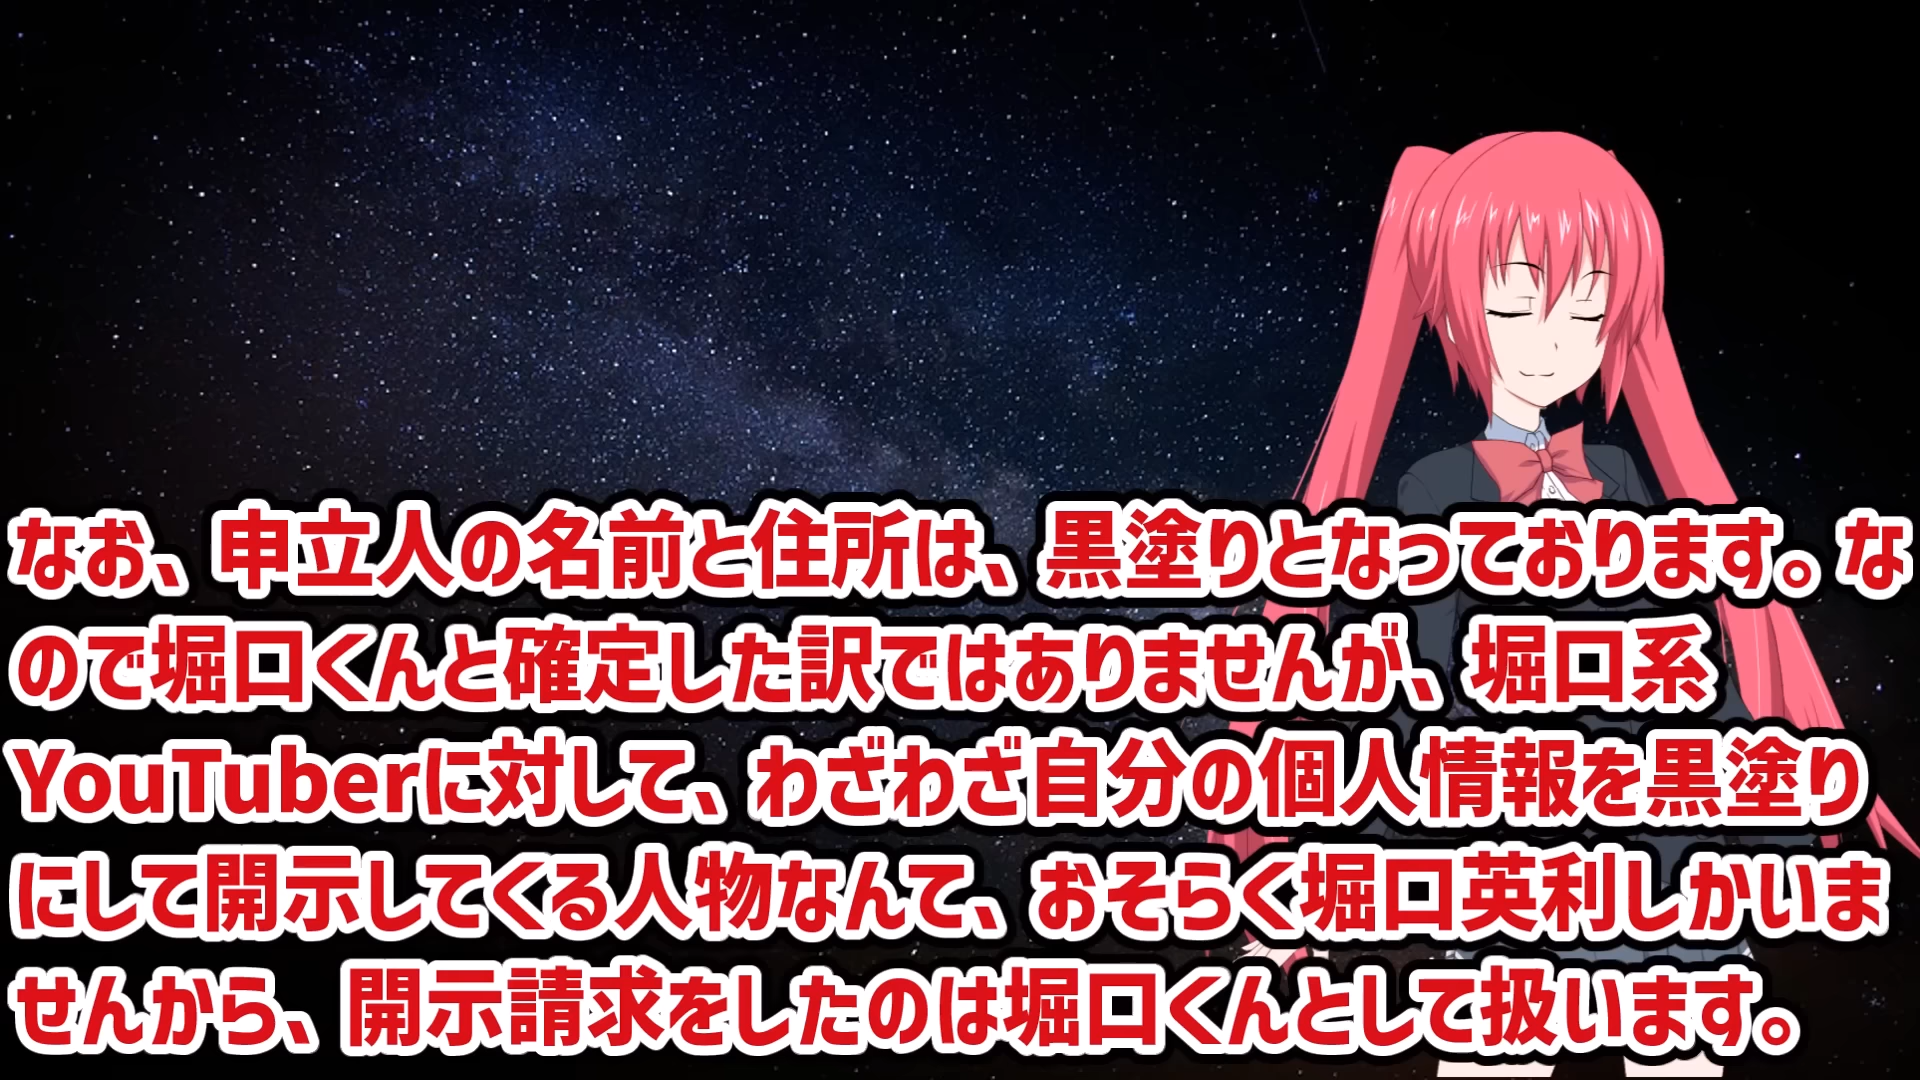 なお、申立人の名前と住所は、黒塗りとなっております。な
ので堀口くんと確定した訳ではありませんが、堀口系
YouTuberに対して、わざわざ自分の個人情報を黒塗り
にして開示してくる人物なんて、おそらく堀口英利しかいま
せんから、開示請求をしたのは堀口くんとして扱います。